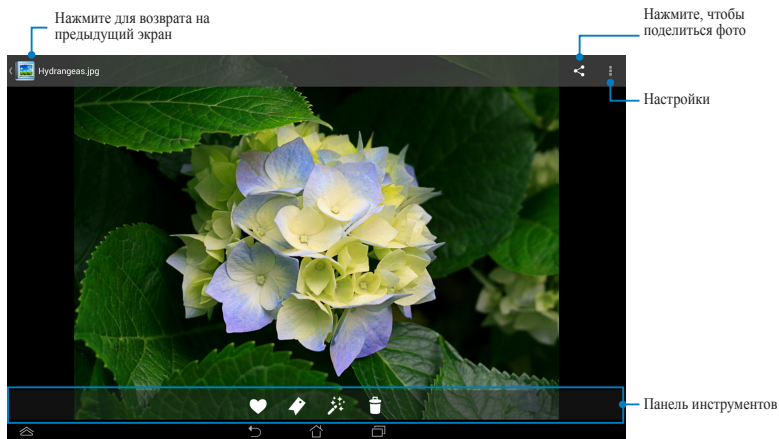 Нажмите для возврата на
предыдущий экран
Нажмите, чтобы
поделиться фото
Hydrangeas.jpg
Настройки
Панель инструментов